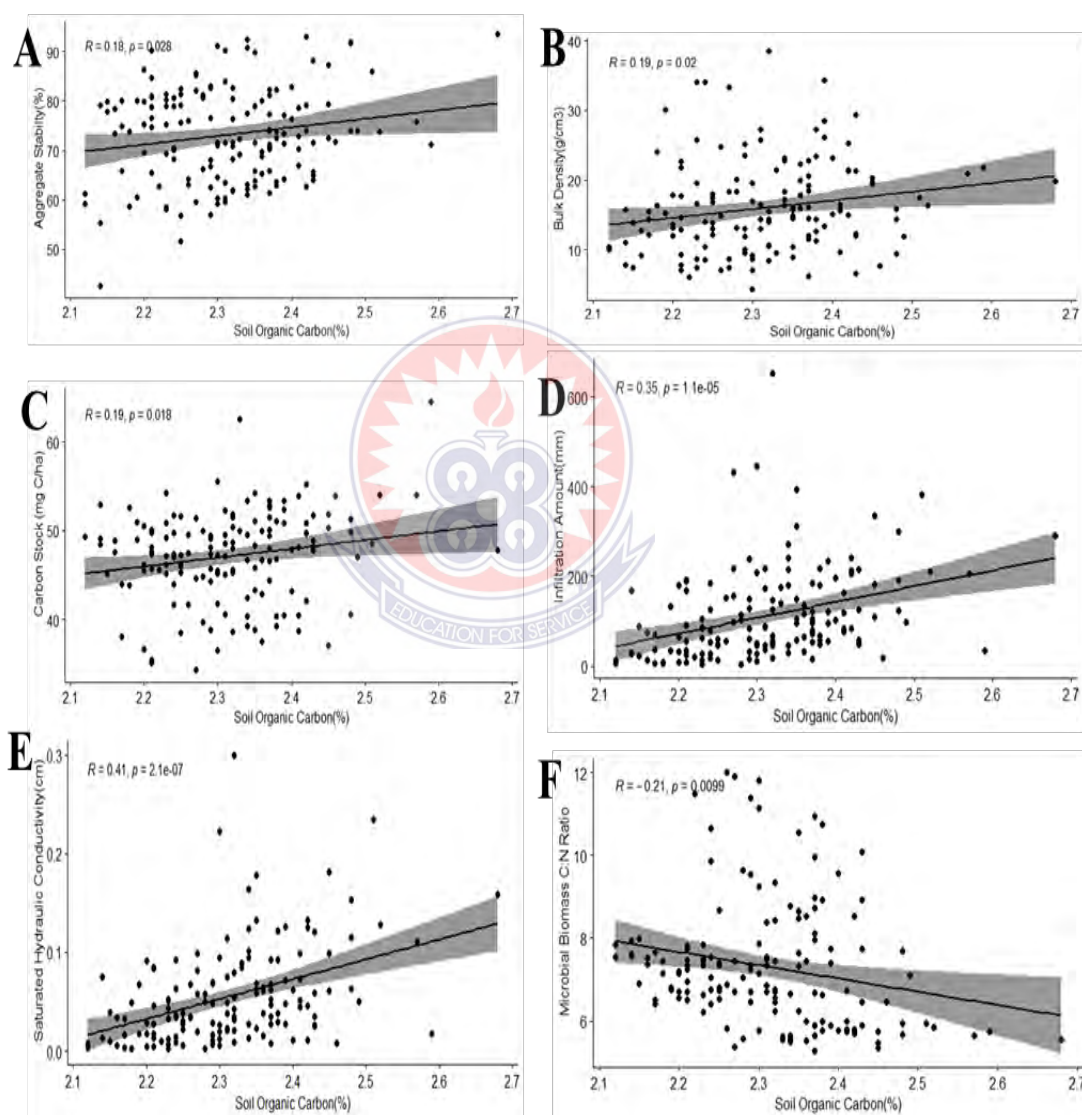 A
R = 0.18, p = 0.028
Aggregate Stabilty(%)
90
80
70
60
50
2.1 2.2 2.3 2.4 2.5 2.6 2.7
Soil Organic Carbon(%)
B
R = 0.19, p = 0.02
Bulk Density(g/cm3)
40
30
20
10
2.1 2.2 2.3 2.4 2.5 2.6 2.7
Soil Organic Carbon(%)
C
R = 0.19, p = 0.018
Carbon Stock (mg C/ha)
60
50
40
2.1 2.2 2.3 2.4 2.5 2.6 2.7
Soil Organic Carbon(%)
D
R = 0.35, p = 1.1e-05
Infiltration Amount(mm)
600
400
200
0
2.1 2.2 2.3 2.4 2.5 2.6 2.7
Soil Organic Carbon(%)
EDUCATION FOR SERVICE
E
R = 0.41, p = 2.1e-07
Saturated Hydraulic Conductivity(cm)
0.3
0.2
0.1
0.0
2.1 2.2 2.3 2.4 2.5 2.6 2.7
Soil Organic Carbon(%)
F
R = −0.21, p = 0.0099
Microbial Biomass C:N Ratio
12
10
8
6
2.1 2.2 2.3 2.4 2.5 2.6 2.7
Soil Organic Carbon(%)